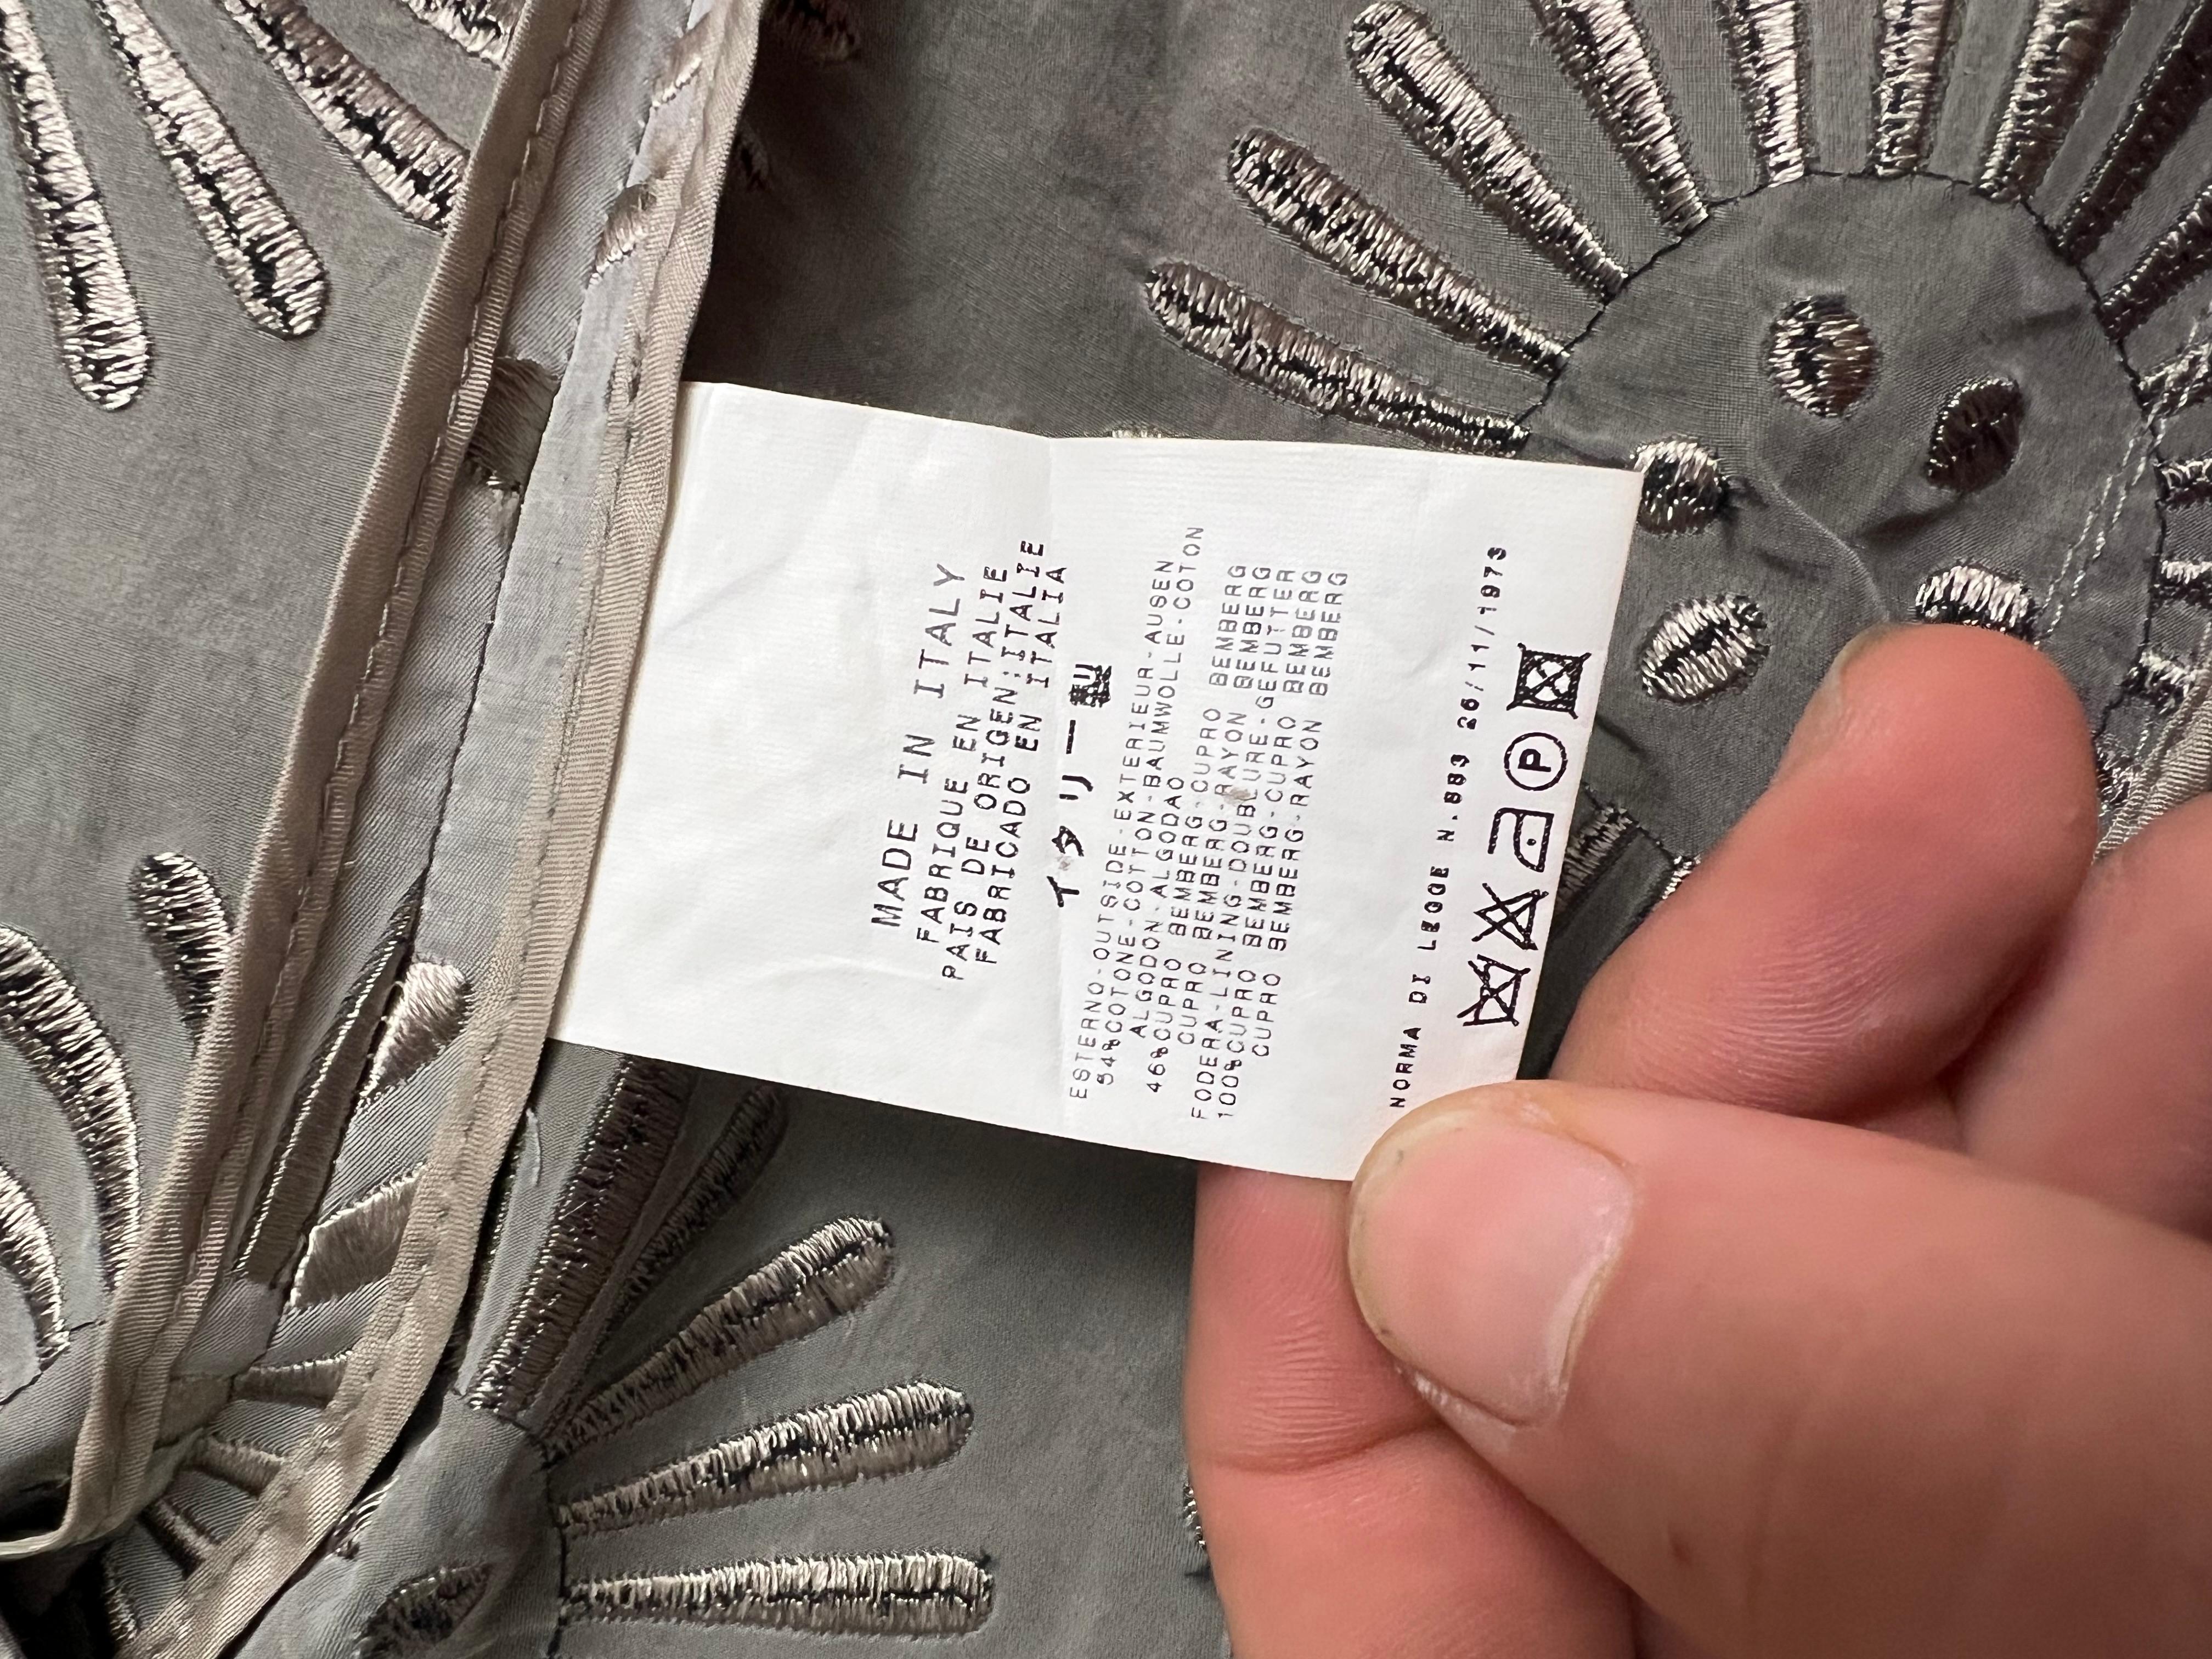 MADE IN ITALY
FABRIQUE EN ITALIE
PAIS DE ORIGEN:ITALIE
FABRICADO EN ITALIA
イタリー製
ESTERNO-OUTSIDE-EXTERIEUR-AUSEN
54%COTONE-COTTON-BAUMWOLLE-COTON
ALGODON-ALGODAO
46%CUPRO BEMBERG-CUPRO BEMBERG
CUPRO BEMBERG-RAYON BEMBERG
FODERA-LINING-DOUBLURE-GEFUTTER
100%CUPRO BEMBERG-CUPRO BEMBERG
CUPRO BEMBERG-RAYON BEMBERG
NORMA DI LEGGE N.883 26/11/1973
P